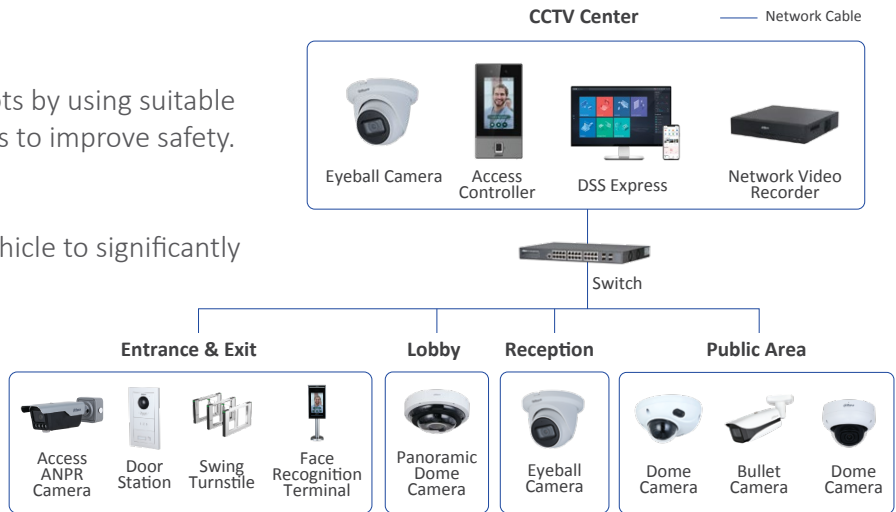 CCTV Center
Network Cable
ots by using suitable
s to improve safety.
Eyeball Camera
Access
Controller
DSS Express
Network Video
Recorder
hicle to significantly
Switch
Entrance & Exit
Lobby
Reception
Public Area
Access
ANPR
Camera
Door
Station
Swing
Turnstile
Face
Recognition
Terminal
Panoramic
Dome
Camera
Eyeball
Camera
Dome
Camera
Bullet
Camera
Dome
Camera